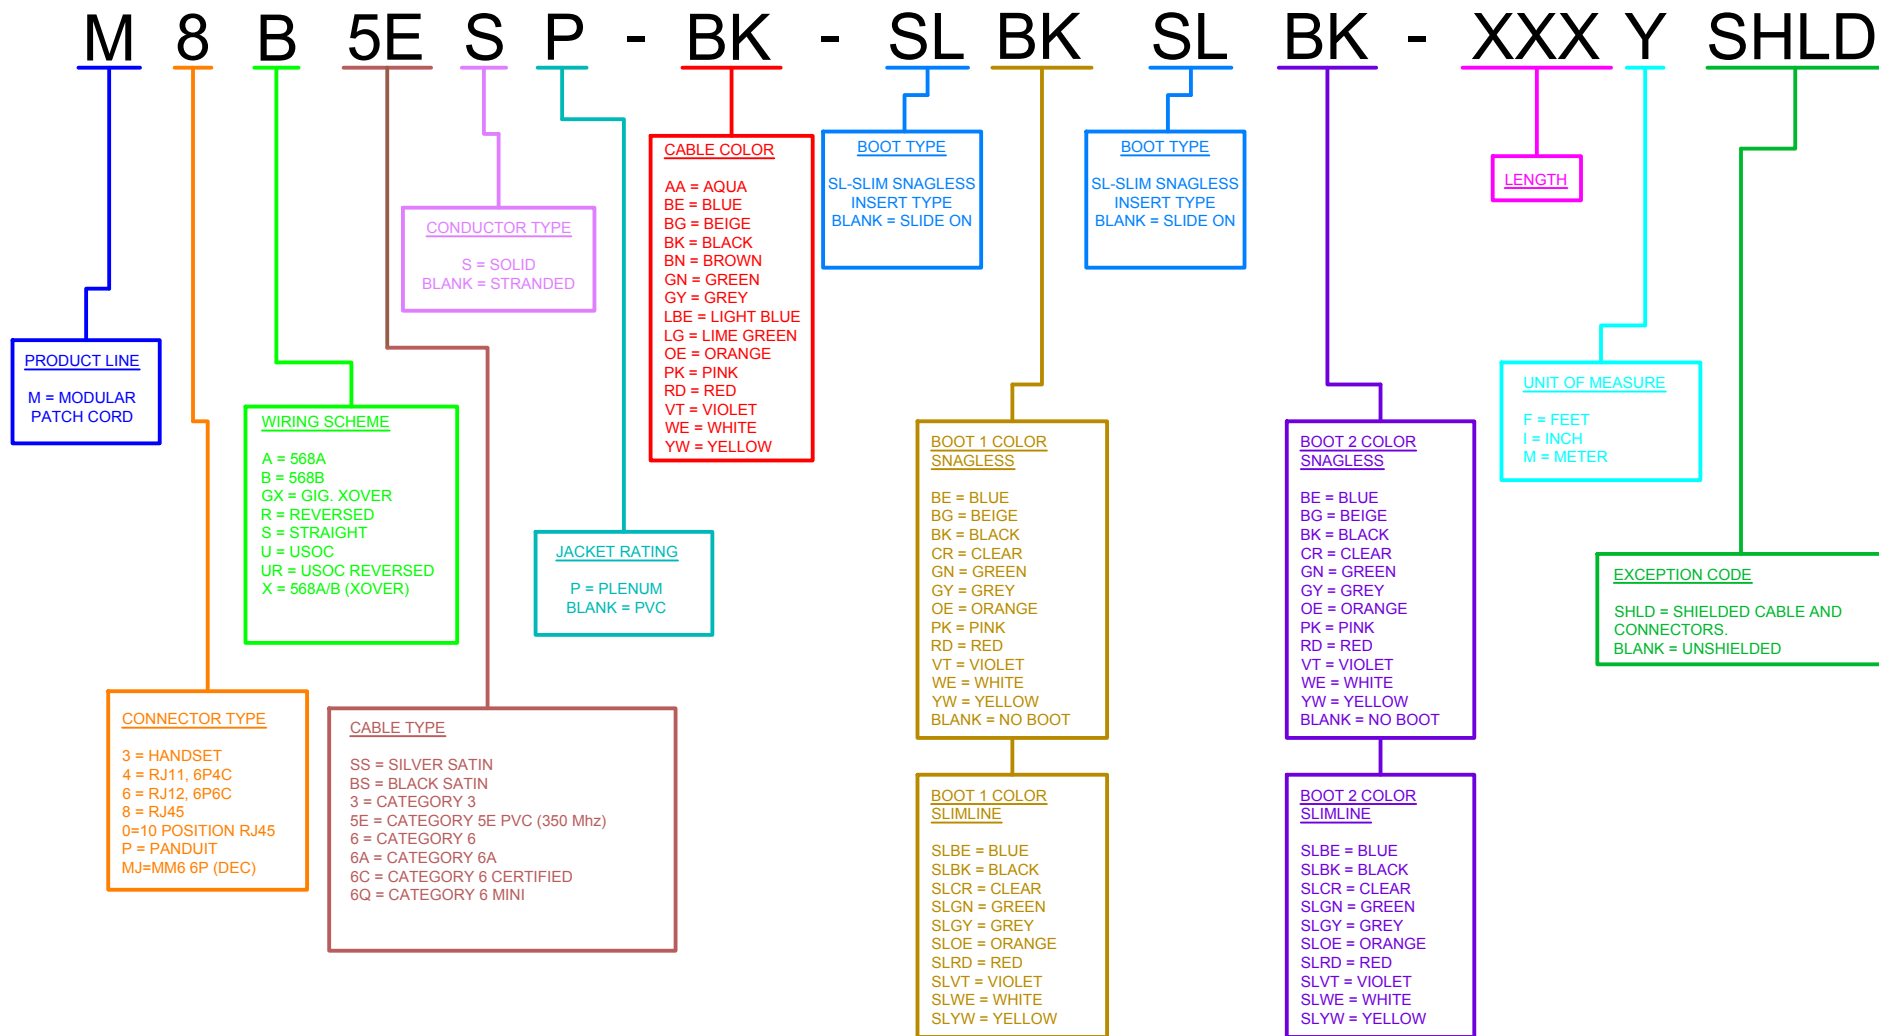 M 8 B 5E S P - BK - SL BK SL BK - XXX Y SHLD
PRODUCT LINE
M = MODULAR
PATCH CORD
CONNECTOR TYPE
3 = HANDSET
4 = RJ11, 6P4C
6 = RJ12, 6P6C
8 = RJ45
0=10 POSITION RJ45
P = PANDUIT
MJ=MM6 6P (DEC)
WIRING SCHEME
A = 568A
B = 568B
GX = GIG. XOVER
R = REVERSED
S = STRAIGHT
U = USOC
UR = USOC REVERSED
X = 568A/B (XOVER)
CABLE TYPE
SS = SILVER SATIN
BS = BLACK SATIN
3 = CATEGORY 3
5E = CATEGORY 5E PVC (350 Mhz)
6 = CATEGORY 6
6A = CATEGORY 6A
6C = CATEGORY 6 CERTIFIED
6Q = CATEGORY 6 MINI
CONDUCTOR TYPE
S = SOLID
BLANK = STRANDED
JACKET RATING
P = PLENUM
BLANK = PVC
CABLE COLOR
AA = AQUA
BE = BLUE
BG = BEIGE
BK = BLACK
BN = BROWN
GN = GREEN
GY = GREY
LBE = LIGHT BLUE
LG = LIME GREEN
OE = ORANGE
PK = PINK
RD = RED
VT = VIOLET
WE = WHITE
YW = YELLOW
BOOT TYPE
SL-SLIM SNAGLESS
INSERT TYPE
BLANK = SLIDE ON
BOOT 1 COLOR
SNAGLESS
BE = BLUE
BG = BEIGE
BK = BLACK
CR = CLEAR
GN = GREEN
GY = GREY
OE = ORANGE
PK = PINK
RD = RED
VT = VIOLET
WE = WHITE
YW = YELLOW
BLANK = NO BOOT
BOOT 1 COLOR
SLIMLINE
SLBE = BLUE
SLBK = BLACK
SLCR = CLEAR
SLGN = GREEN
SLGY = GREY
SLOE = ORANGE
SLRD = RED
SLVT = VIOLET
SLWE = WHITE
SLYW = YELLOW
BOOT TYPE
SL-SLIM SNAGLESS
INSERT TYPE
BLANK = SLIDE ON
BOOT 2 COLOR
SNAGLESS
BE = BLUE
BG = BEIGE
BK = BLACK
CR = CLEAR
GN = GREEN
GY = GREY
OE = ORANGE
PK = PINK
RD = RED
VT = VIOLET
WE = WHITE
YW = YELLOW
BLANK = NO BOOT
BOOT 2 COLOR
SLIMLINE
SLBE = BLUE
SLBK = BLACK
SLCR = CLEAR
SLGN = GREEN
SLGY = GREY
SLOE = ORANGE
SLRD = RED
SLVT = VIOLET
SLWE = WHITE
SLYW = YELLOW
LENGTH
UNIT OF MEASURE
F = FEET
I = INCH
M = METER
EXCEPTION CODE
SHLD = SHIELDED CABLE AND
CONNECTORS.
BLANK = UNSHIELDED